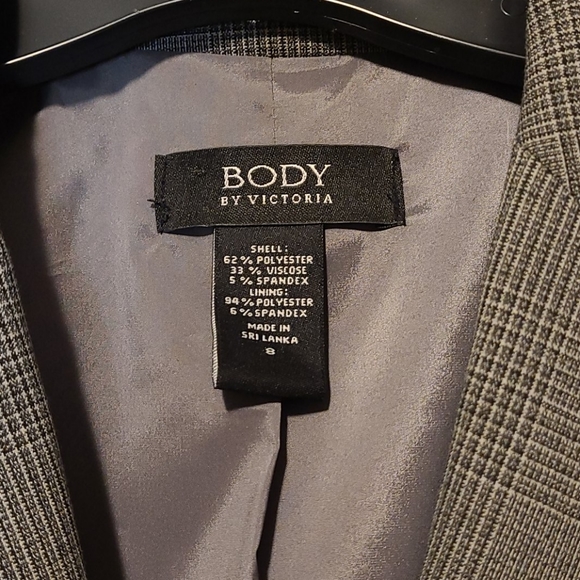 BODY
BY VICTORIA
SHELL:
62 % POLYESTER
33 % VISCOSE
5 % SPANDEX
LINING:
94 % POLYESTER
6 % SPANDEX
MADE IN
SRI LANKA
8